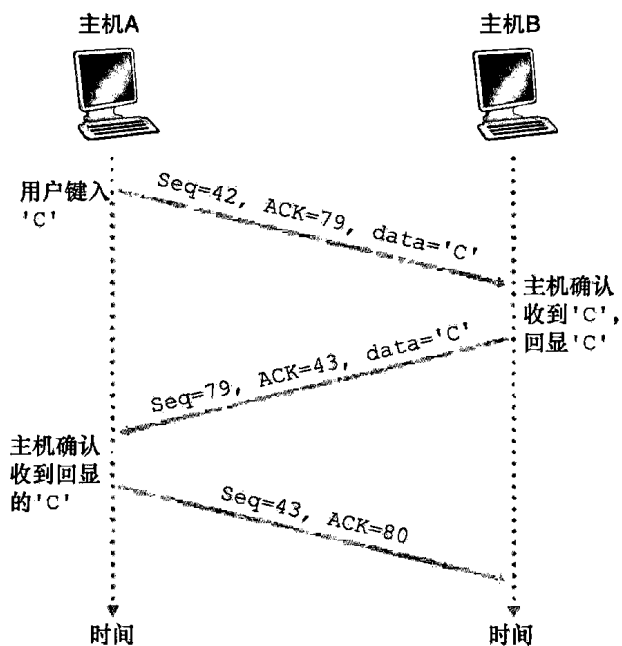 主机A
主机B
用户键入
'C'
Seq=42, ACK=79, data='C'
主机确认
收到'C',
回显'C'
Seq=79, ACK=43, data='C'
主机确认
收到回显
的'C'
Seq=43, ACK=80
时间
时间